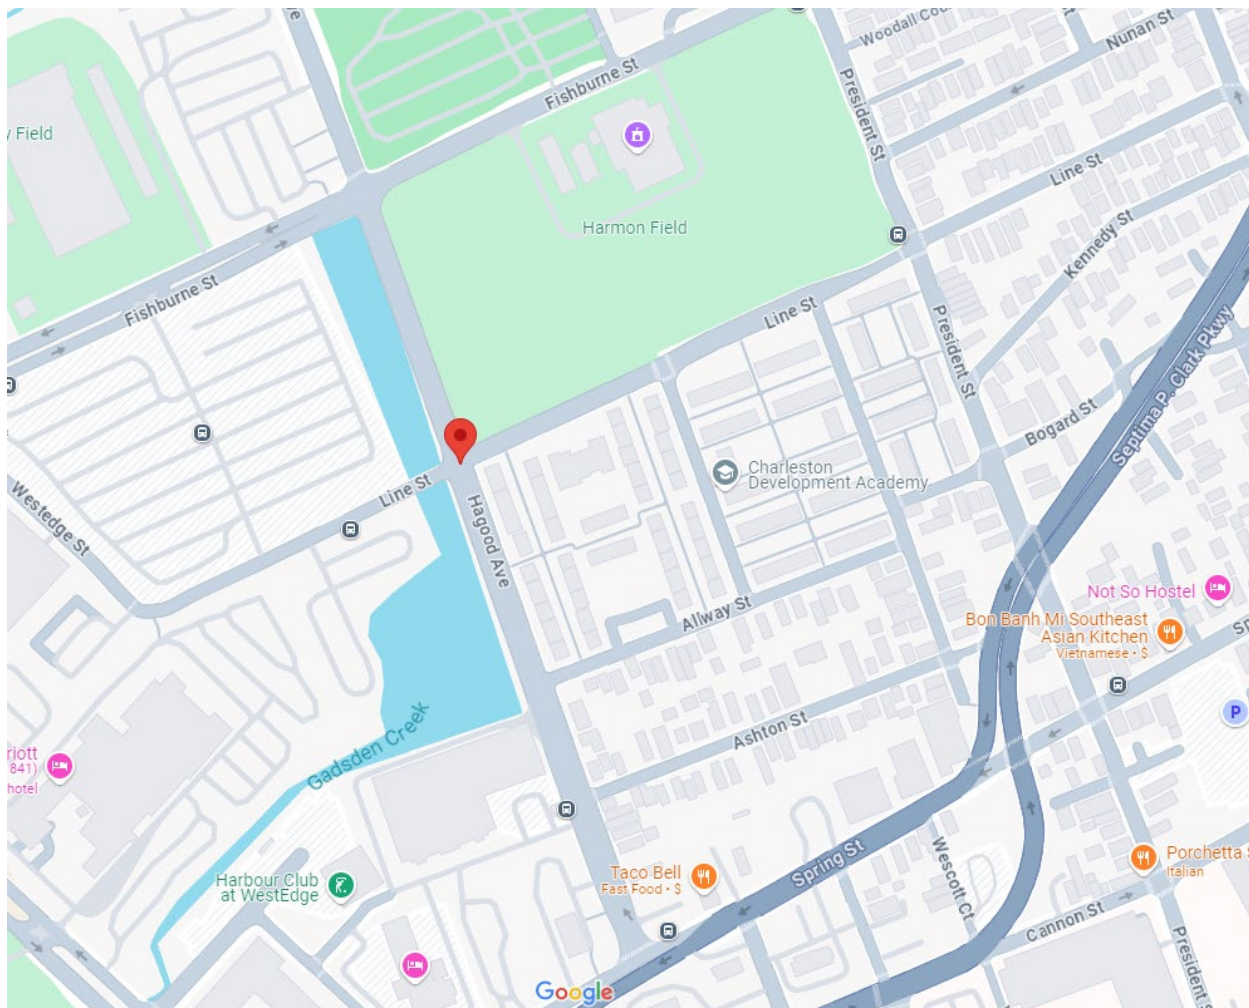 Woodall Cou
Nunan St
Fishburne St
y Field
President St
Line St
Harmon Field
Kennedy St
Fishburne St
Line St
President St
Septima P. Clark Pkwy
Bogard St
Charleston
Development Academy
Line St
Westedge St
Hagood Ave
Not So Hostel
Allway St
Bon Banh Mi Southeast
Asian Kitchen
Vietnamese • $
Sp
P
Ashton St
Gadsden Creek
riott
841)
hotel
Harbour Club
at WestEdge
Taco Bell
Fast Food • $
Spring St
Wescott Ct
Porchetta S
Italian
Cannon St
President S
Google